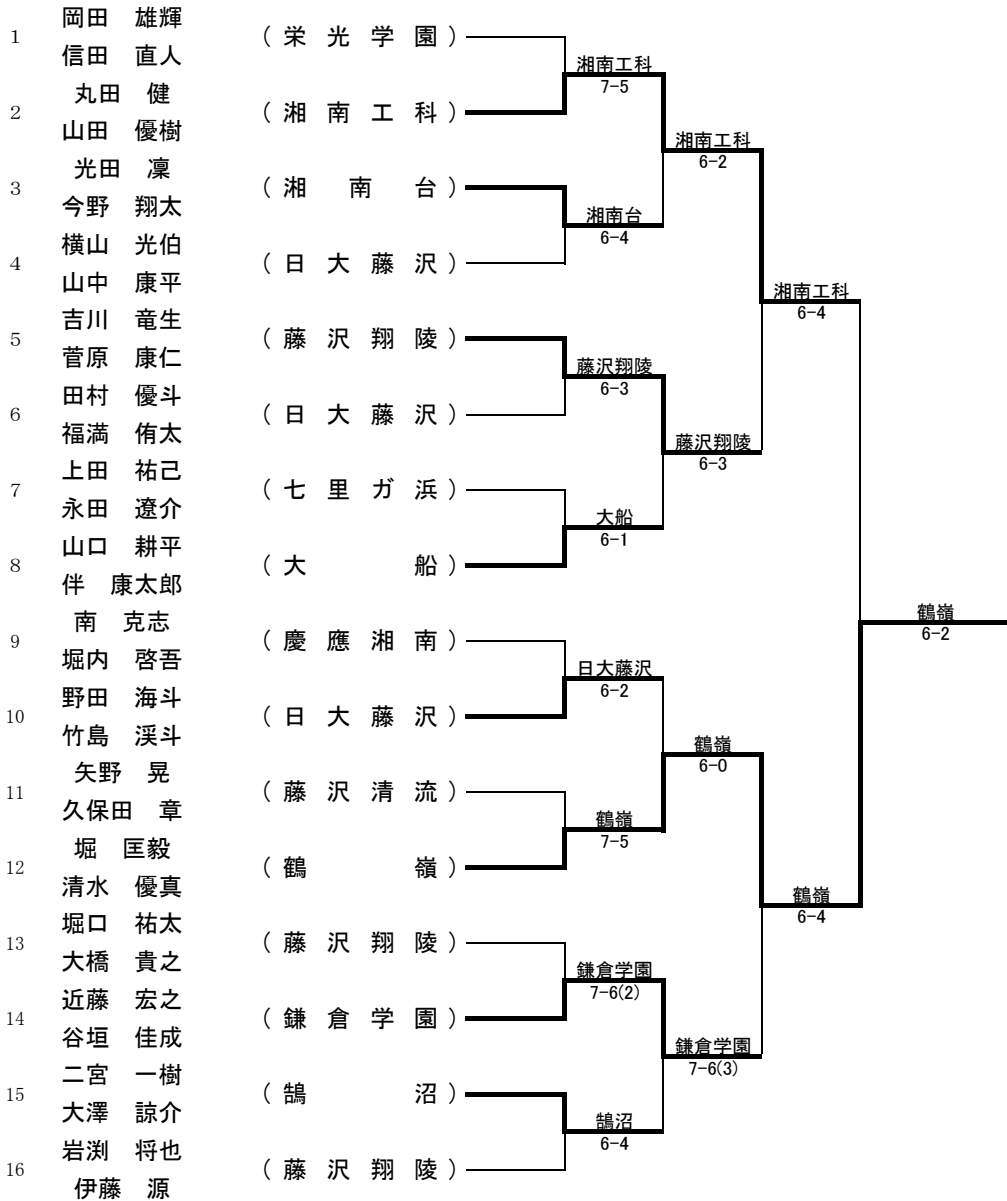 岡田　雄輝
1　（ 栄 光 学 園 ）
信田　直人
湘南工科
7-5
丸田　健
2　（ 湘 南 工 科 ）
山田　優樹
湘南工科
6-2
光田　凜
3　（ 湘 南 台 ）
今野　翔太
湘南台
6-4
横山　光伯
4　（ 日 大 藤 沢 ）
山中　康平
湘南工科
6-4
吉川　竜生
5　（ 藤 沢 翔 陵 ）
菅原　康仁
藤沢翔陵
6-3
田村　優斗
6　（ 日 大 藤 沢 ）
福満　侑太
藤沢翔陵
6-3
上田　祐己
7　（ 七 里 ガ 浜 ）
永田　遼介
大船
6-1
山口　耕平
8　（ 大 船 ）
伴　康太郎
鶴嶺
6-2
南　克志
9　（ 慶 應 湘 南 ）
堀内　啓吾
日大藤沢
6-2
野田　海斗
10　（ 日 大 藤 沢 ）
竹島　渓斗
鶴嶺
6-0
矢野　晃
11　（ 藤 沢 清 流 ）
久保田　章
鶴嶺
7-5
堀　匡毅
12　（ 鶴 嶺 ）
清水　優真
鶴嶺
6-4
堀口　祐太
13　（ 藤 沢 翔 陵 ）
大橋　貴之
鎌倉学園
7-6(2)
近藤　宏之
14　（ 鎌 倉 学 園 ）
谷垣　佳成
鎌倉学園
7-6(3)
二宮　一樹
15　（ 鵠 沼 ）
大澤　諒介
鵠沼
6-4
岩渕　将也
16　（ 藤 沢 翔 陵 ）
伊藤　源